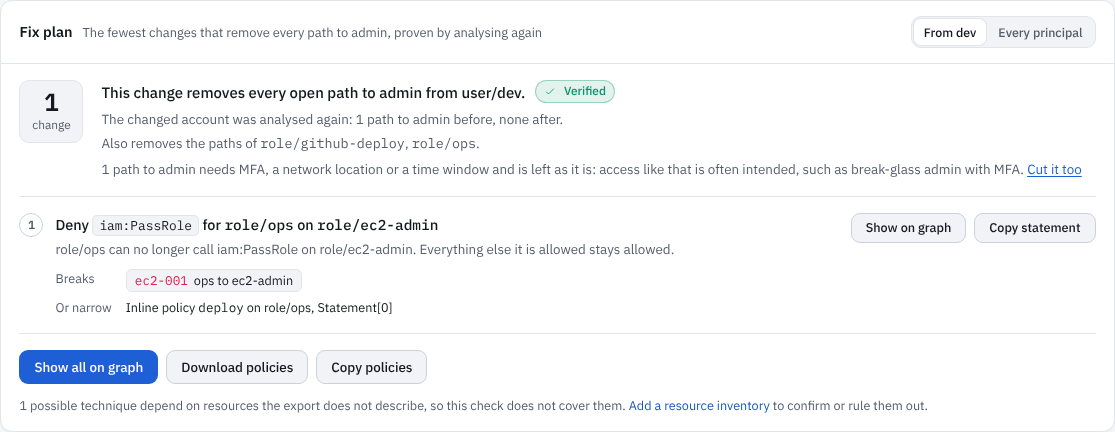 Fix plan The fewest changes that remove every path to admin, proven by analysing again From dev Every principal
1 change
This change removes every open path to admin from user/dev. Verified
The changed account was analysed again: 1 path to admin before, none after.
Also removes the paths of role/github-deploy, role/ops.
1 path to admin needs MFA, a network location or a time window and is left as it is: access like that is often intended, such as break-glass admin with MFA. Cut it too
1 Deny iam:PassRole for role/ops on role/ec2-admin Show on graph Copy statement
role/ops can no longer call iam:PassRole on role/ec2-admin. Everything else it is allowed stays allowed.
Breaks ec2-001 ops to ec2-admin
Or narrow Inline policy deploy on role/ops, Statement[0]
Show all on graph Download policies Copy policies
1 possible technique depend on resources the export does not describe, so this check does not cover them. Add a resource inventory to confirm or rule them out.